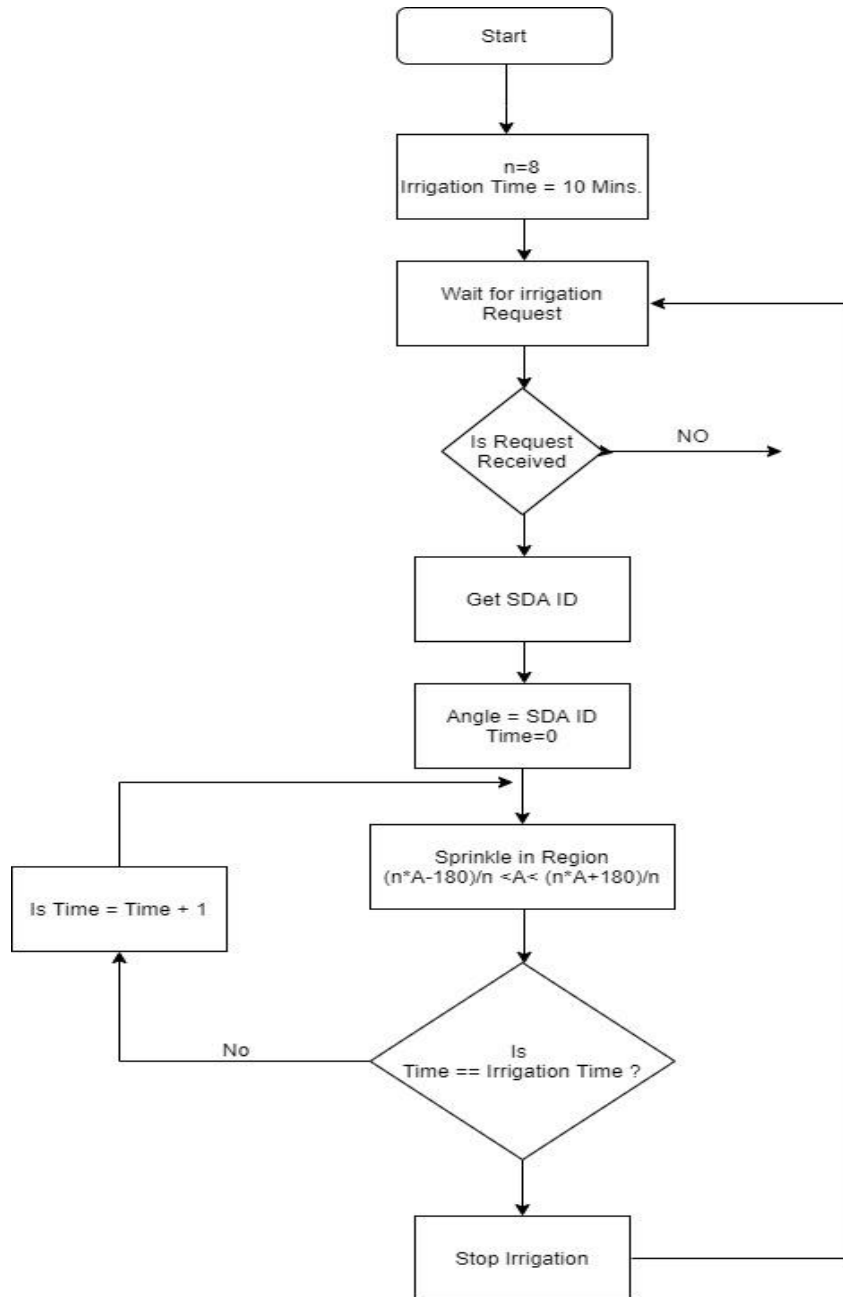 Start
n=8
Irrigation Time = 10 Mins.
Wait for irrigation
Request
Is Request
Received
NO
Get SDA ID
Angle = SDA ID
Time=0
Sprinkle in Region
(n*A-180)/n <A< (n*A+180)/n
Is Time = Time + 1
No
Is
Time == Irrigation Time ?
Stop Irrigation